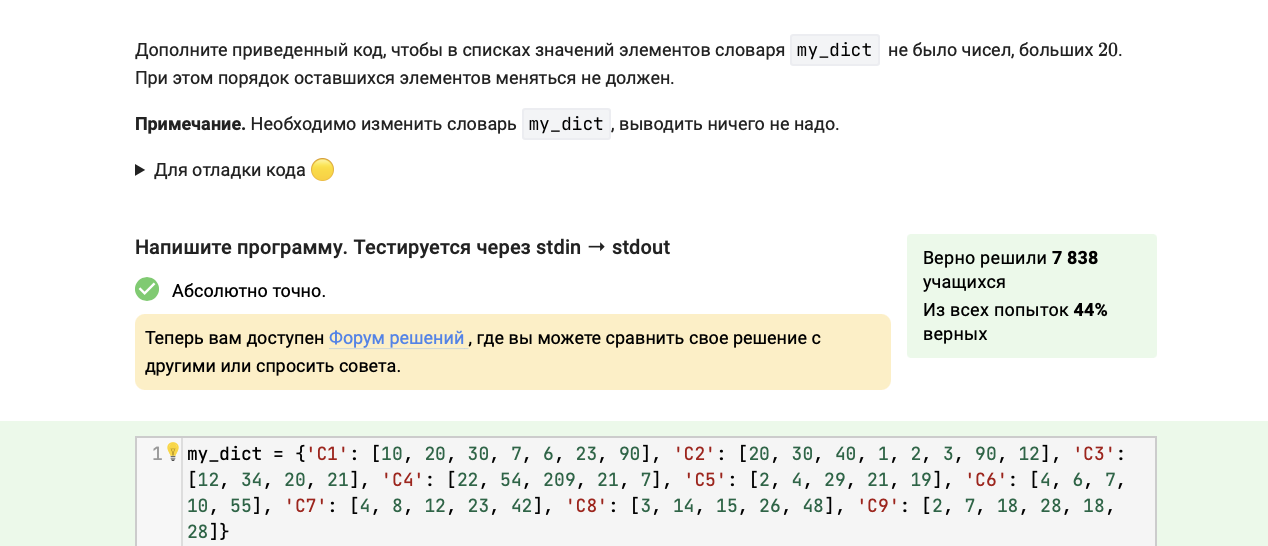 Дополните приведенный код, чтобы в списках значений элементов словаря my_dict не было чисел, больших 20.
При этом порядок оставшихся элементов меняться не должен.
Примечание. Необходимо изменить словарь my_dict, выводить ничего не надо.
Для отладки кода
Напишите программу. Тестируется через stdin → stdout
Абсолютно точно.
Теперь вам доступен Форум решений, где вы можете сравнить свое решение с
другими или спросить совета.
Верно решили 7 838
учащихся
Из всех попыток 44%
верных
1 my_dict = {'C1': [10, 20, 30, 7, 6, 23, 90], 'C2': [20, 30, 40, 1, 2, 3, 90, 12], 'C3':
[12, 34, 20, 21], 'C4': [22, 54, 209, 21, 7], 'C5': [2, 4, 29, 21, 19], 'C6': [4, 6, 7,
10, 55], 'C7': [4, 8, 12, 23, 42], 'C8': [3, 14, 15, 26, 48], 'C9': [2, 7, 18, 28, 18,
28]}